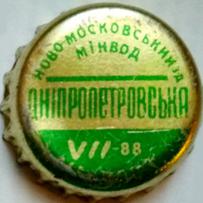 НОВО-МОСКОВСЬКИЙ З-Д
МІНВОД
ДНІПРОПЕТРОВСЬКА
VII-88